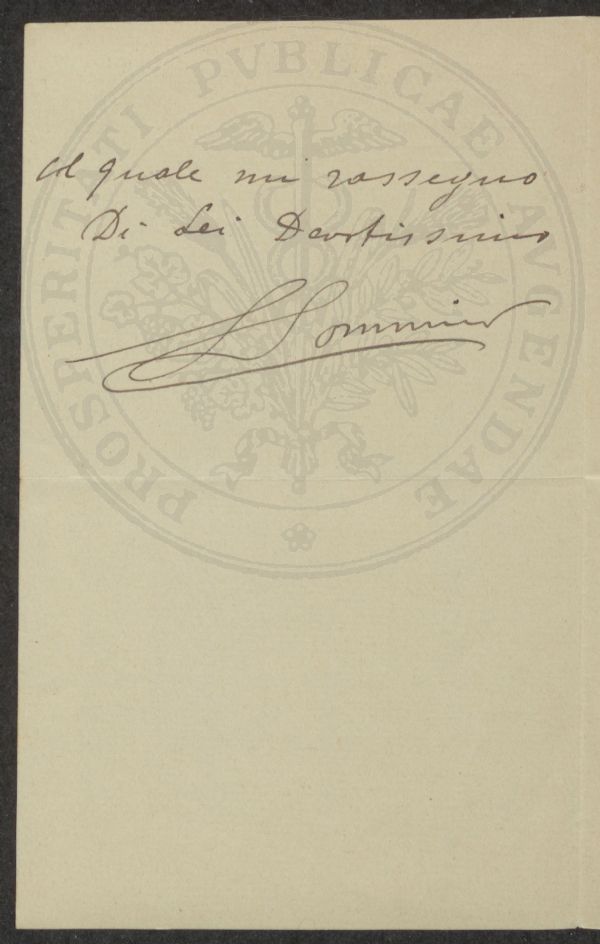 al quale mi rassegno
Di Lei Devotissimo
S Sommier
PROSPERITATI PVBLICAE AVGENDAE